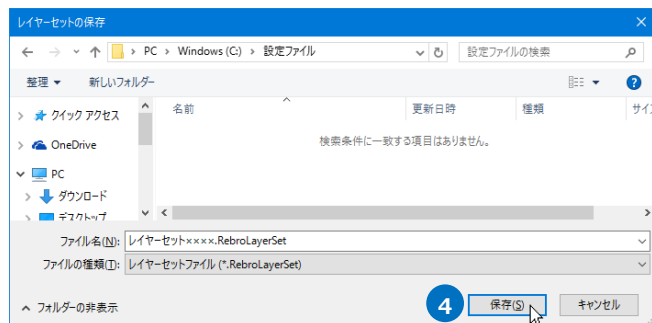 レイヤーセットの保存
> PC > Windows (C:) > 設定ファイル
設定ファイルの検索
整理 ▼ 新しいフォルダー
クイック アクセス
OneDrive
PC
ダウンロード
デスクトップ
名前 更新日時 種類 サイ
検索条件に一致する項目はありません。
ファイル名(N): レイヤーセット××××.RebroLayerSet
ファイルの種類(T): レイヤーセットファイル (*.RebroLayerSet)
フォルダーの非表示
4 保存(S) キャンセル